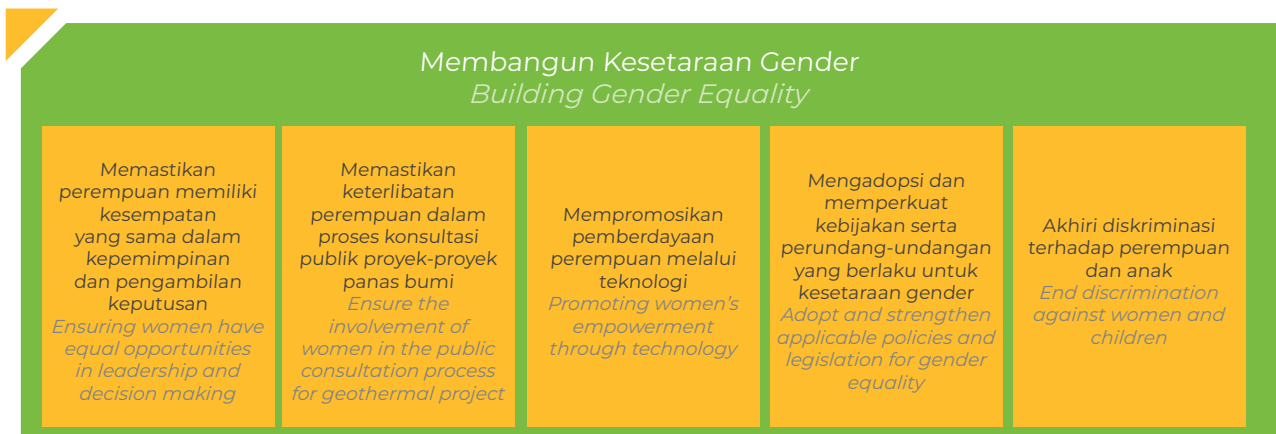 Membangun Kesetaraan Gender
Building Gender Equality
Memastikan
perempuan memiliki
kesempatan
yang sama dalam
kepemimpinan
dan pengambilan
keputusan
Ensuring women have
equal opportunities
in leadership and
decision making
Memastikan
keterlibatan
perempuan dalam
proses konsultasi
publik proyek-proyek
panas bumi
Ensure the
involvement of
women in the public
consultation process
for geothermal project
Mempromosikan
pemberdayaan
perempuan melalui
teknologi
Promoting women’s
empowerment
through technology
Mengadopsi dan
memperkuat
kebijakan serta
perundang-undangan
yang berlaku untuk
kesetaraan gender
Adopt and strengthen
applicable policies and
legislation for gender
equality
Akhiri diskriminasi
terhadap perempuan
dan anak
End discrimination
against women and
children